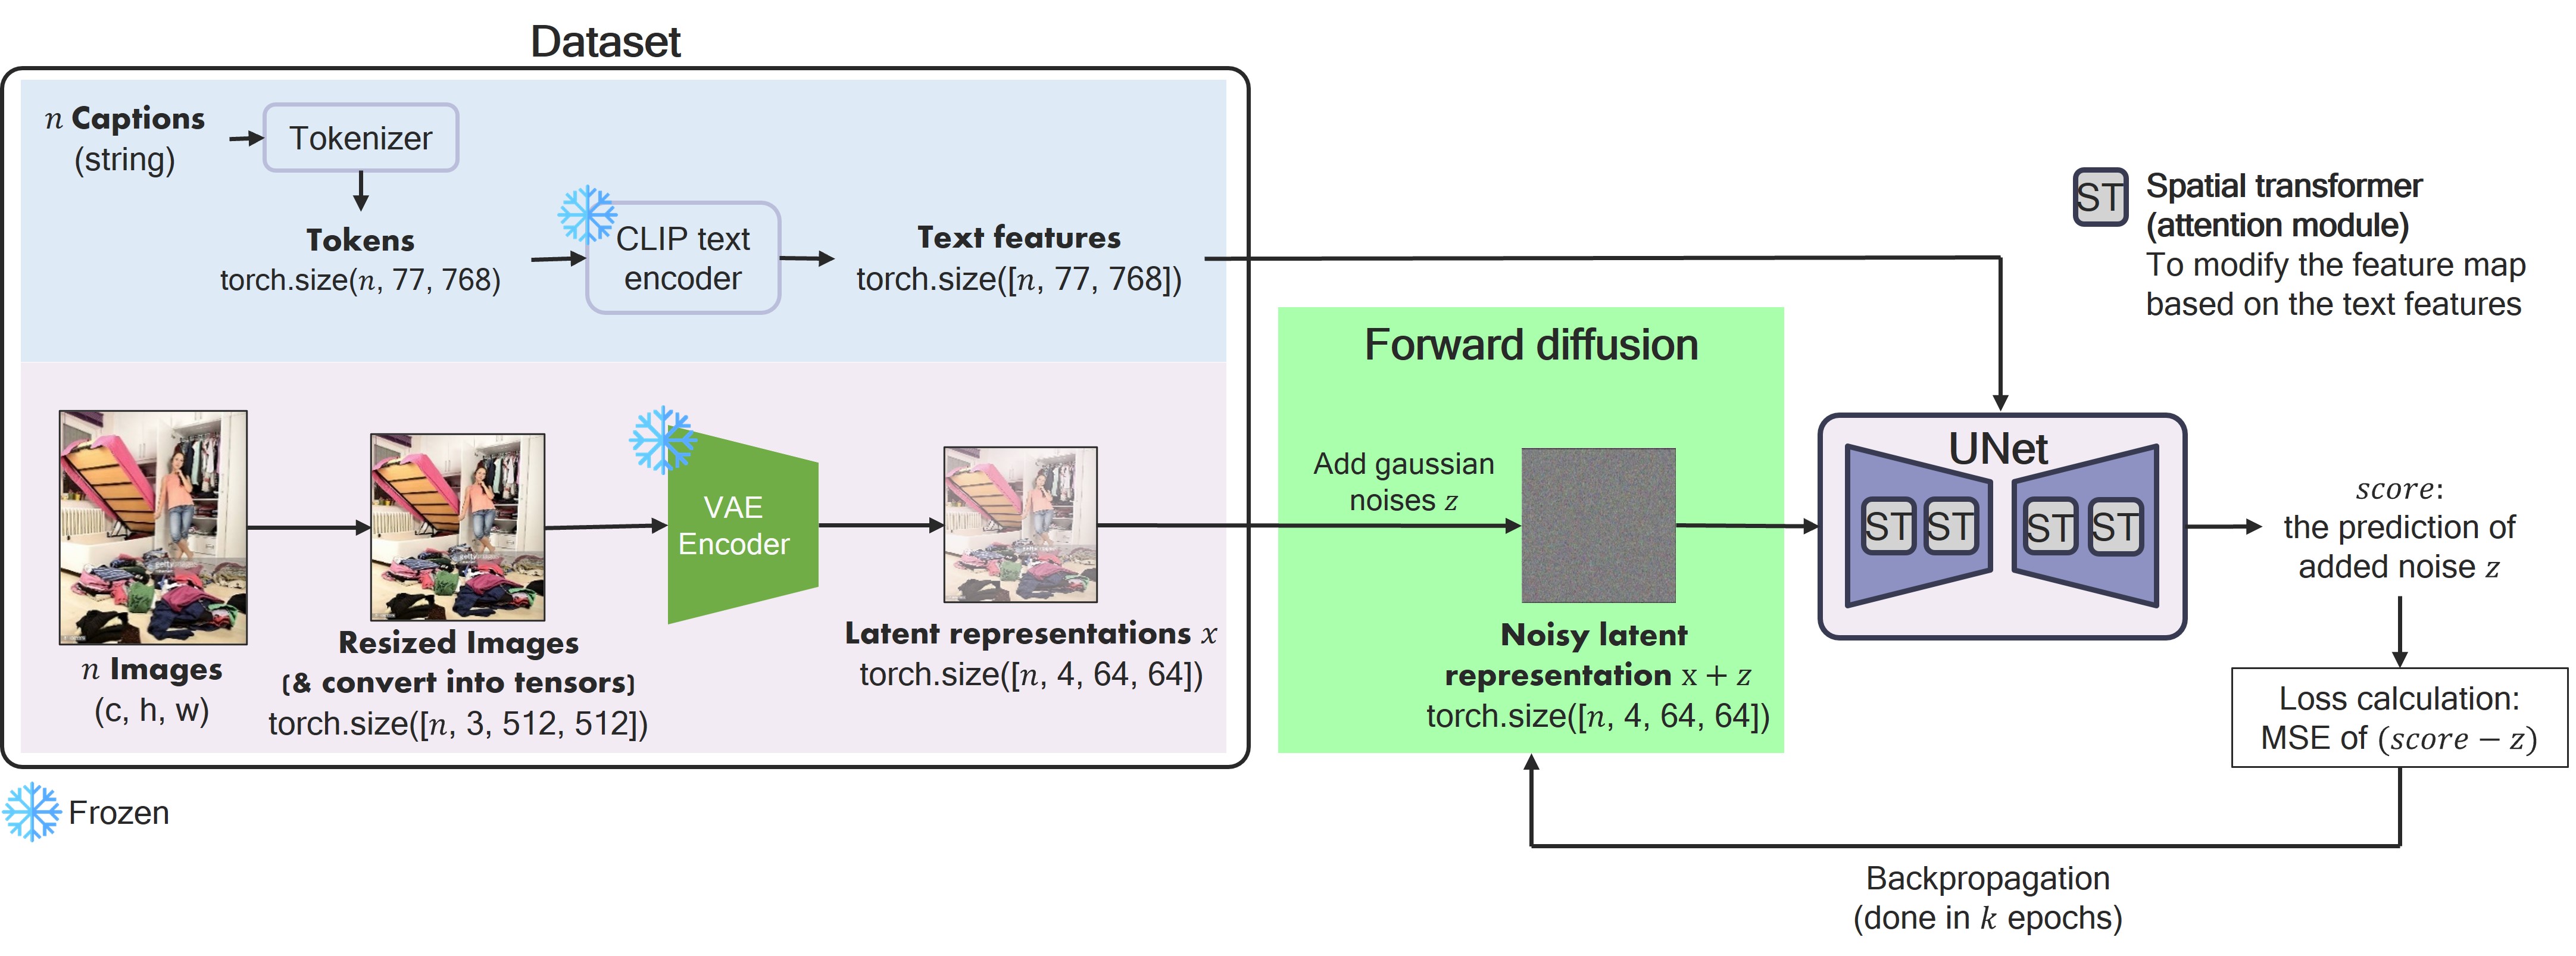 Dataset
n Captions
(string)
Tokenizer
Tokens
torch.size(n, 77, 768)
CLIP text
encoder
Text features
torch.size([n, 77, 768])
n Images
(c, h, w)
Resized Images
(& convert into tensors)
torch.size([n, 3, 512, 512])
VAE
Encoder
Latent representations x
torch.size([n, 4, 64, 64])
Frozen
Forward diffusion
Add gaussian
noises z
Noisy latent
representation x + z
torch.size([n, 4, 64, 64])
UNet
ST ST ST ST
ST
Spatial transformer
(attention module)
To modify the feature map
based on the text features
score:
the prediction of
added noise z
Loss calculation:
MSE of (score − z)
Backpropagation
(done in k epochs)